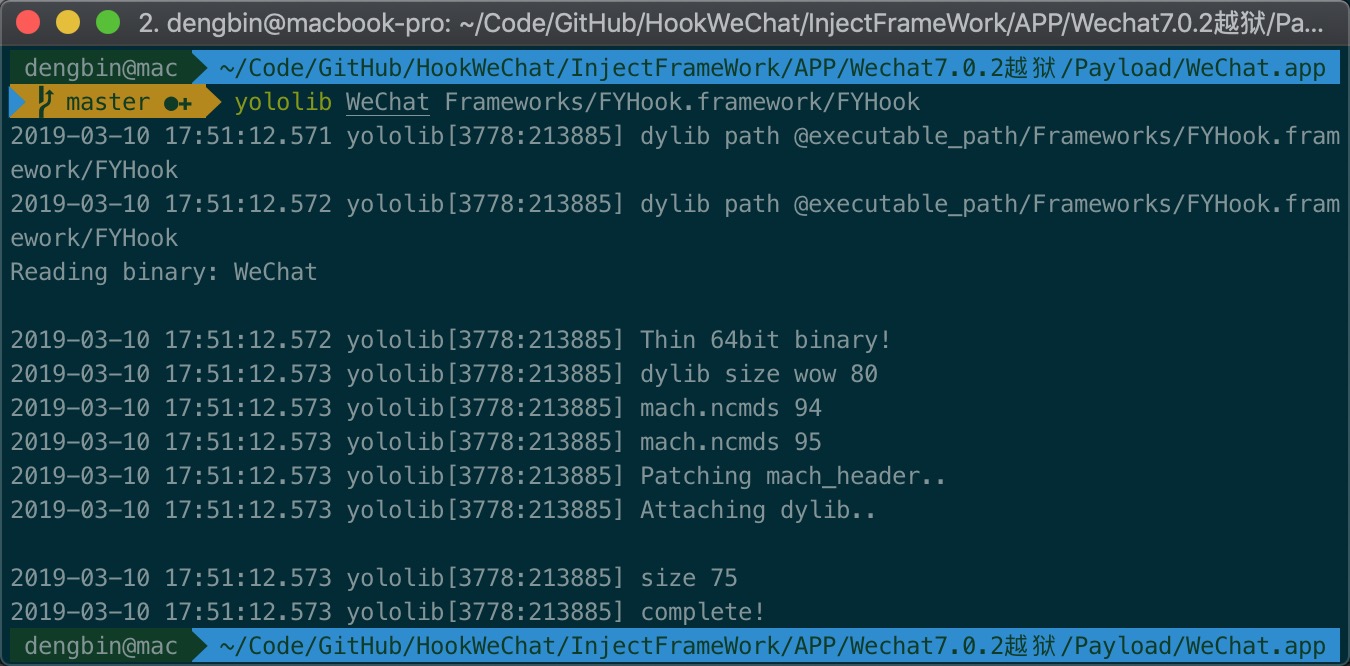 2. dengbin@macbook-pro: ~/Code/GitHub/HookWeChat/InjectFrameWork/APP/Wechat7.0.2越狱/Pa...
dengbin@mac ~/Code/GitHub/HookWeChat/InjectFrameWork/APP/Wechat7.0.2越狱/Payload/WeChat.app
master ●+ yololib WeChat Frameworks/FYHook.framework/FYHook
2019-03-10 17:51:12.571 yololib[3778:213885] dylib path @executable_path/Frameworks/FYHook.fram
ework/FYHook
2019-03-10 17:51:12.572 yololib[3778:213885] dylib path @executable_path/Frameworks/FYHook.fram
ework/FYHook
Reading binary: WeChat
2019-03-10 17:51:12.572 yololib[3778:213885] Thin 64bit binary!
2019-03-10 17:51:12.573 yololib[3778:213885] dylib size wow 80
2019-03-10 17:51:12.573 yololib[3778:213885] mach.ncmds 94
2019-03-10 17:51:12.573 yololib[3778:213885] mach.ncmds 95
2019-03-10 17:51:12.573 yololib[3778:213885] Patching mach_header..
2019-03-10 17:51:12.573 yololib[3778:213885] Attaching dylib..
2019-03-10 17:51:12.573 yololib[3778:213885] size 75
2019-03-10 17:51:12.573 yololib[3778:213885] complete!
dengbin@mac ~/Code/GitHub/HookWeChat/InjectFrameWork/APP/Wechat7.0.2越狱/Payload/WeChat.app